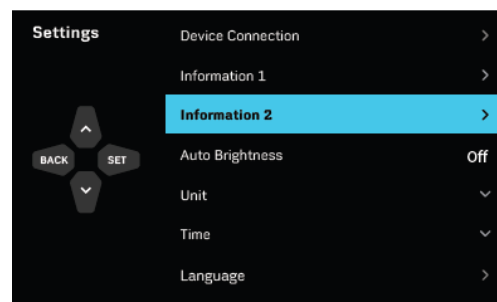 Settings
Device Connection
Information 1
Information 2
BACK SET
Auto Brightness Off
Unit
Time
Language